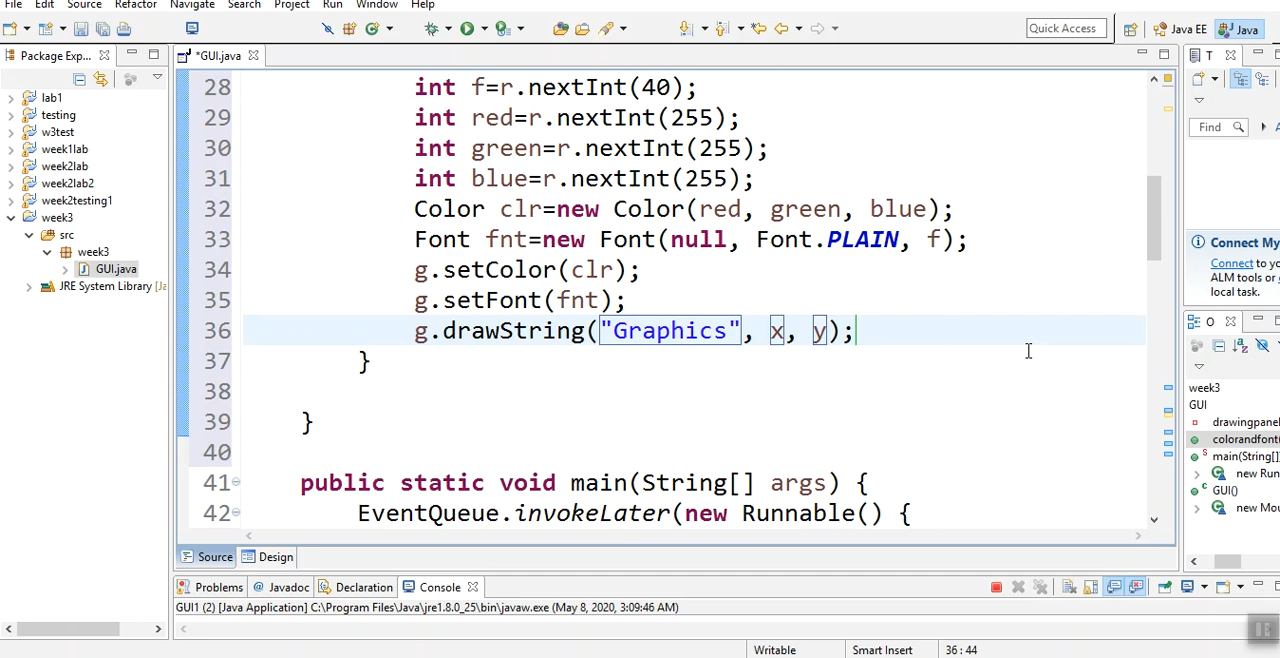 File Edit Source Refactor Navigate Search Project Run Window Help
Quick Access
Java EE
Java
Package Exp...
*GUI.java
T
lab1
testing
w3test
week1lab
week2lab
week2lab2
week2testing1
week3
src
week3
GUI.java
JRE System Library [Ja
28 int f=r.nextInt(40);
29 int red=r.nextInt(255);
30 int green=r.nextInt(255);
31 int blue=r.nextInt(255);
32 Color clr=new Color(red, green, blue);
33 Font fnt=new Font(null, Font.PLAIN, f);
34 g.setColor(clr);
35 g.setFont(fnt);
36 g.drawString("Graphics", x, y);
37 }
38
39 }
40
41 public static void main(String[] args) {
42 EventQueue.invokeLater(new Runnable() {
Find
A
Connect My
Connect to yo
ALM tools or
local task.
O
week3
GUI
drawingpane
colorandfont(
main(String[]
new Run
GUI()
new Mo
Source Design
Problems @ Javadoc Declaration Console
GUI1 (2) [Java Application] C:\Program Files\Java\jre1.8.0_25\bin\javaw.exe (May 8, 2020, 3:09:46 AM)
Writable Smart Insert 36 : 44